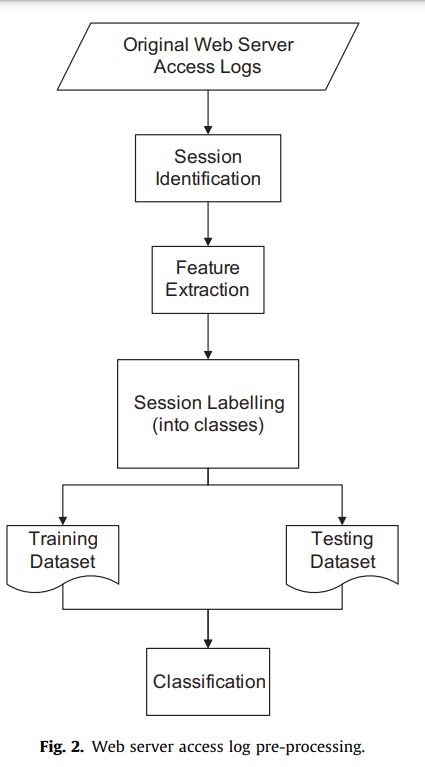 Original Web Server
Access Logs
Session
Identification
Feature
Extraction
Session Labelling
(into classes)
Training
Dataset
Testing
Dataset
Classification
Fig. 2. Web server access log pre-processing.